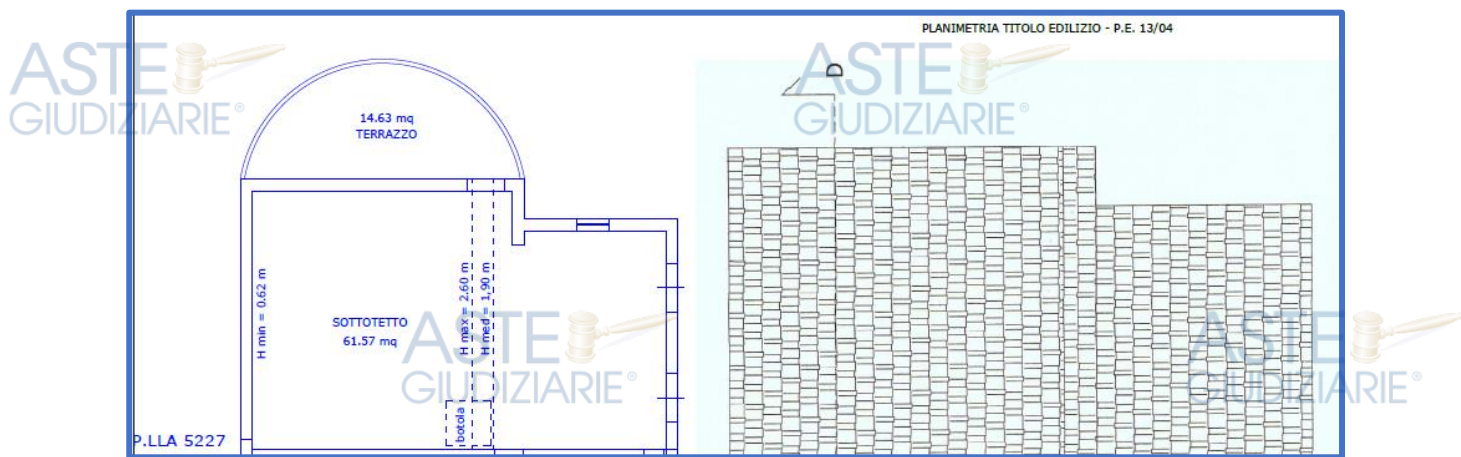 PLANIMETRIA TITOLO EDILIZIO - P.E. 13/04
ASTE
GIUDIZIARIE®
14.63 mq
TERRAZZO
D
ASTE
GIUDIZIARIE®
H min = 0.62 m
SOTTOTETTO
61.57 mq
H max = 2.60 m
H med = 1,90 m
ASTE
GIUDIZIARIE®
ASTE
GIUDIZIARIE®
botola
P.LLA 5227